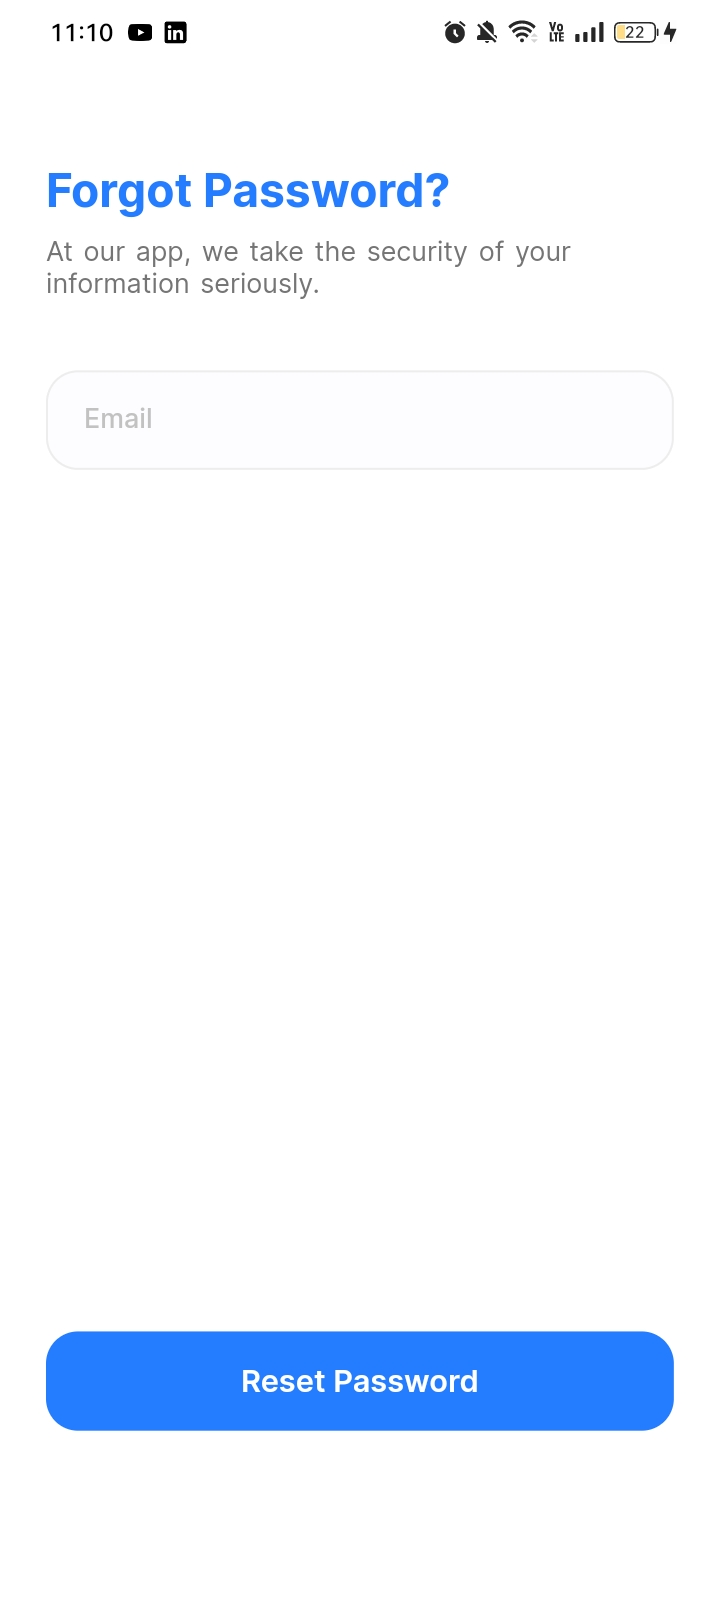 11:10 in Vo LTE 22
Forgot Password?
At our app, we take the security of your
information seriously.
Email
Reset Password